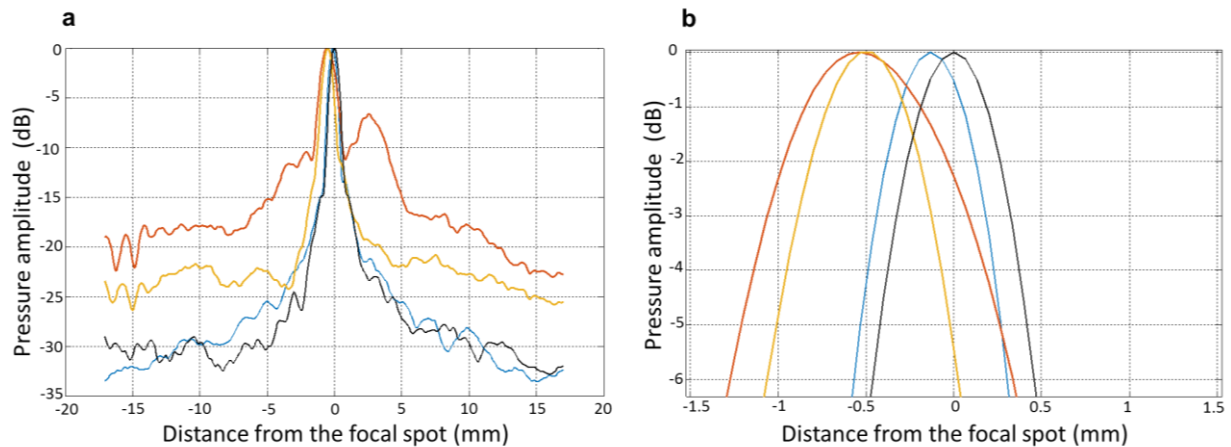 a
0
-5
-10
-15
-20
-25
-30
-35
-20 -15 -10 -5 0 5 10 15 20
Pressure amplitude (dB)
Distance from the focal spot (mm)
b
0
-1
-2
-3
-4
-5
-6
-1.5 -1 -0.5 0 0.5 1 1.5
Pressure amplitude (dB)
Distance from the focal spot (mm)